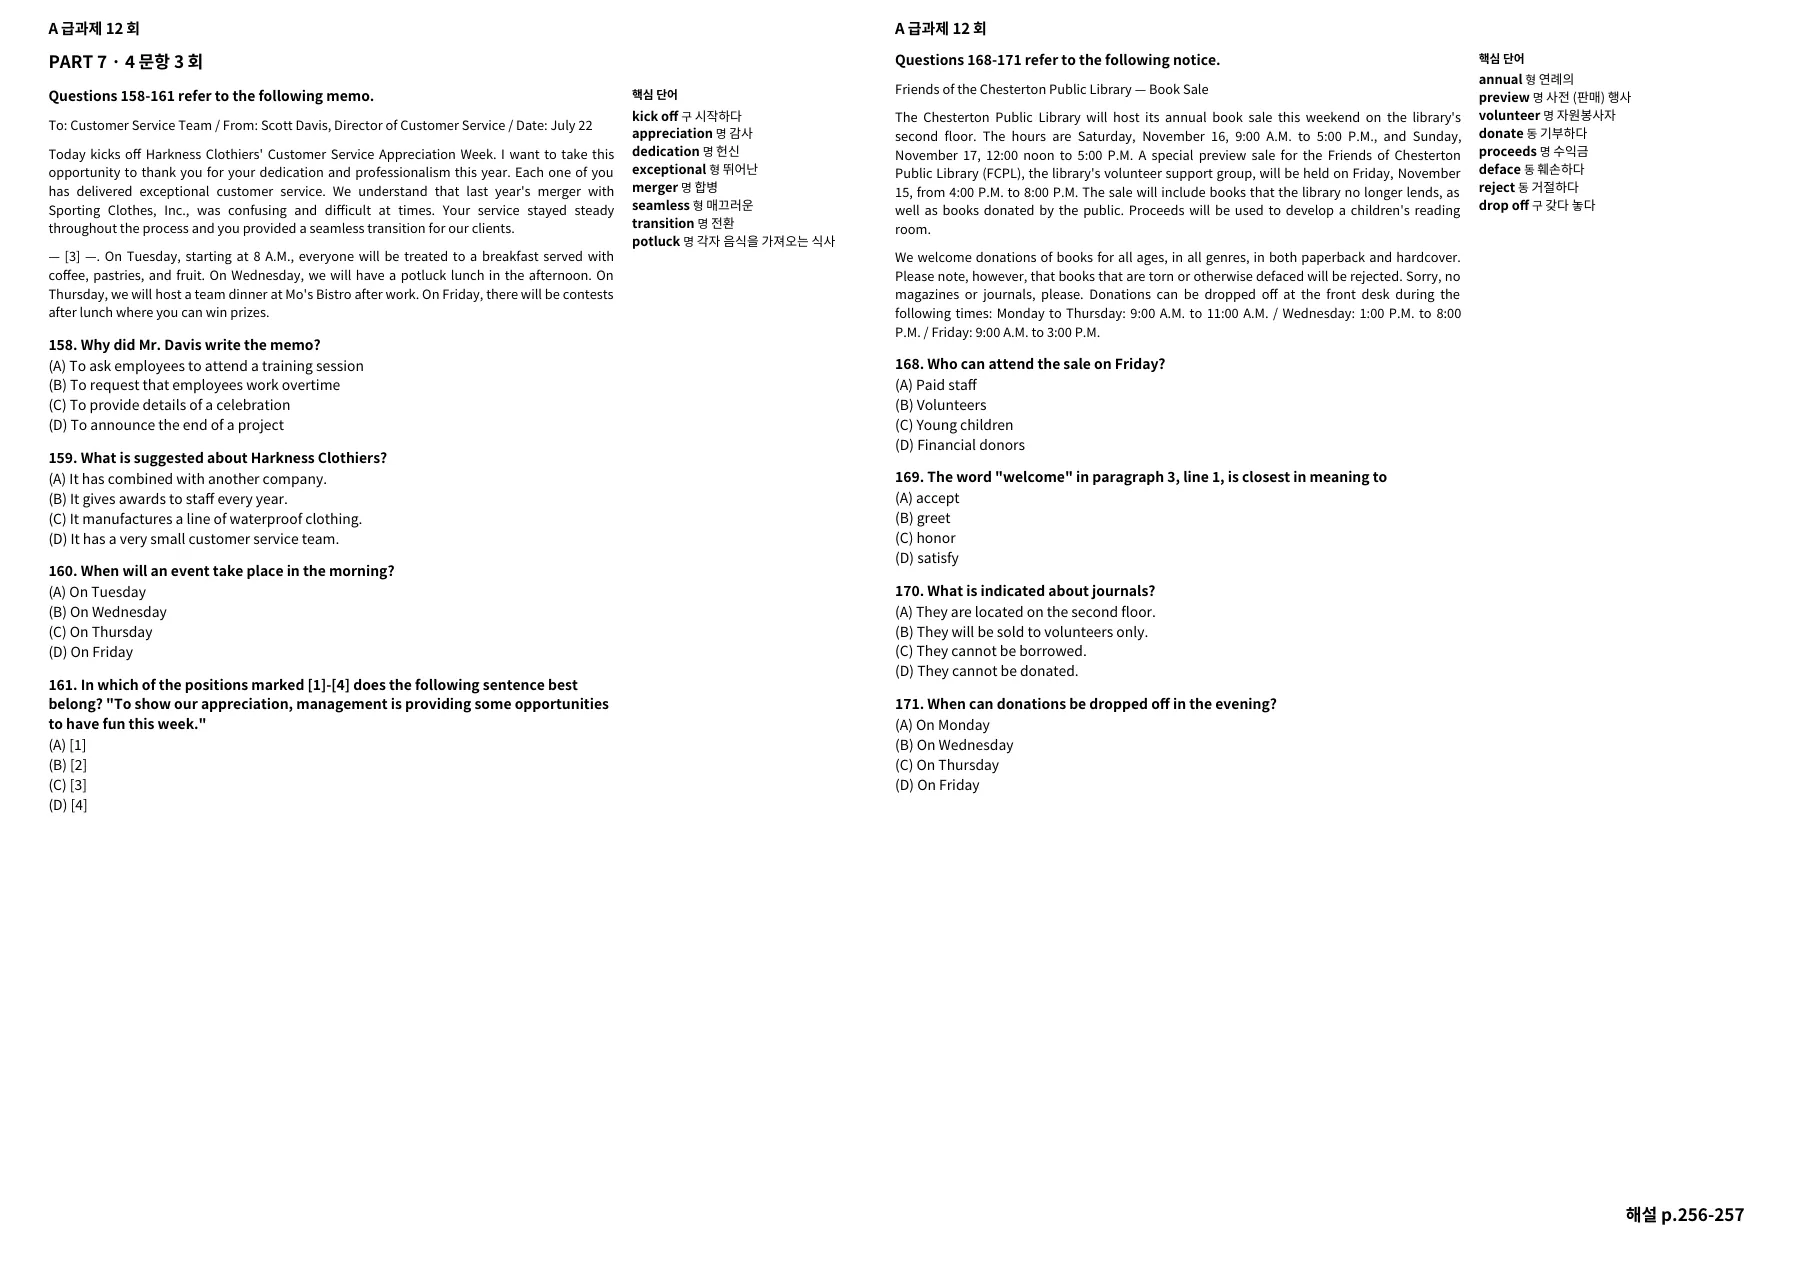 A 급과제 12 회
PART 7 · 4 문항 3 회
Questions 158-161 refer to the following memo.
To: Customer Service Team / From: Scott Davis, Director of Customer Service / Date: July 22
Today kicks off Harkness Clothiers' Customer Service Appreciation Week. I want to take this
opportunity to thank you for your dedication and professionalism this year. Each one of you
has delivered exceptional customer service. We understand that last year's merger with
Sporting Clothes, Inc., was confusing and difficult at times. Your service stayed steady
throughout the process and you provided a seamless transition for our clients.
— [3] —. On Tuesday, starting at 8 A.M., everyone will be treated to a breakfast served with
coffee, pastries, and fruit. On Wednesday, we will have a potluck lunch in the afternoon. On
Thursday, we will host a team dinner at Mo's Bistro after work. On Friday, there will be contests
after lunch where you can win prizes.
158. Why did Mr. Davis write the memo?
(A) To ask employees to attend a training session
(B) To request that employees work overtime
(C) To provide details of a celebration
(D) To announce the end of a project
159. What is suggested about Harkness Clothiers?
(A) It has combined with another company.
(B) It gives awards to staff every year.
(C) It manufactures a line of waterproof clothing.
(D) It has a very small customer service team.
160. When will an event take place in the morning?
(A) On Tuesday
(B) On Wednesday
(C) On Thursday
(D) On Friday
161. In which of the positions marked [1]-[4] does the following sentence best
belong? "To show our appreciation, management is providing some opportunities
to have fun this week."
(A) [1]
(B) [2]
(C) [3]
(D) [4]
핵심 단어
kick off 구 시작하다
appreciation 명 감사
dedication 명 헌신
exceptional 형 뛰어난
merger 명 합병
seamless 형 매끄러운
transition 명 전환
potluck 명 각자 음식을 가져오는 식사
A 급과제 12 회
Questions 168-171 refer to the following notice.
Friends of the Chesterton Public Library — Book Sale
The Chesterton Public Library will host its annual book sale this weekend on the library's
second floor. The hours are Saturday, November 16, 9:00 A.M. to 5:00 P.M., and Sunday,
November 17, 12:00 noon to 5:00 P.M. A special preview sale for the Friends of Chesterton
Public Library (FCPL), the library's volunteer support group, will be held on Friday, November
15, from 4:00 P.M. to 8:00 P.M. The sale will include books that the library no longer lends, as
well as books donated by the public. Proceeds will be used to develop a children's reading
room.
We welcome donations of books for all ages, in all genres, in both paperback and hardcover.
Please note, however, that books that are torn or otherwise defaced will be rejected. Sorry, no
magazines or journals, please. Donations can be dropped off at the front desk during the
following times: Monday to Thursday: 9:00 A.M. to 11:00 A.M. / Wednesday: 1:00 P.M. to 8:00
P.M. / Friday: 9:00 A.M. to 3:00 P.M.
168. Who can attend the sale on Friday?
(A) Paid staff
(B) Volunteers
(C) Young children
(D) Financial donors
169. The word "welcome" in paragraph 3, line 1, is closest in meaning to
(A) accept
(B) greet
(C) honor
(D) satisfy
170. What is indicated about journals?
(A) They are located on the second floor.
(B) They will be sold to volunteers only.
(C) They cannot be borrowed.
(D) They cannot be donated.
171. When can donations be dropped off in the evening?
(A) On Monday
(B) On Wednesday
(C) On Thursday
(D) On Friday
핵심 단어
annual 형 연례의
preview 명 사전 (판매) 행사
volunteer 명 자원봉사자
donate 동 기부하다
proceeds 명 수익금
deface 동 훼손하다
reject 동 거절하다
drop off 구 갖다 놓다
해설 p.256-257